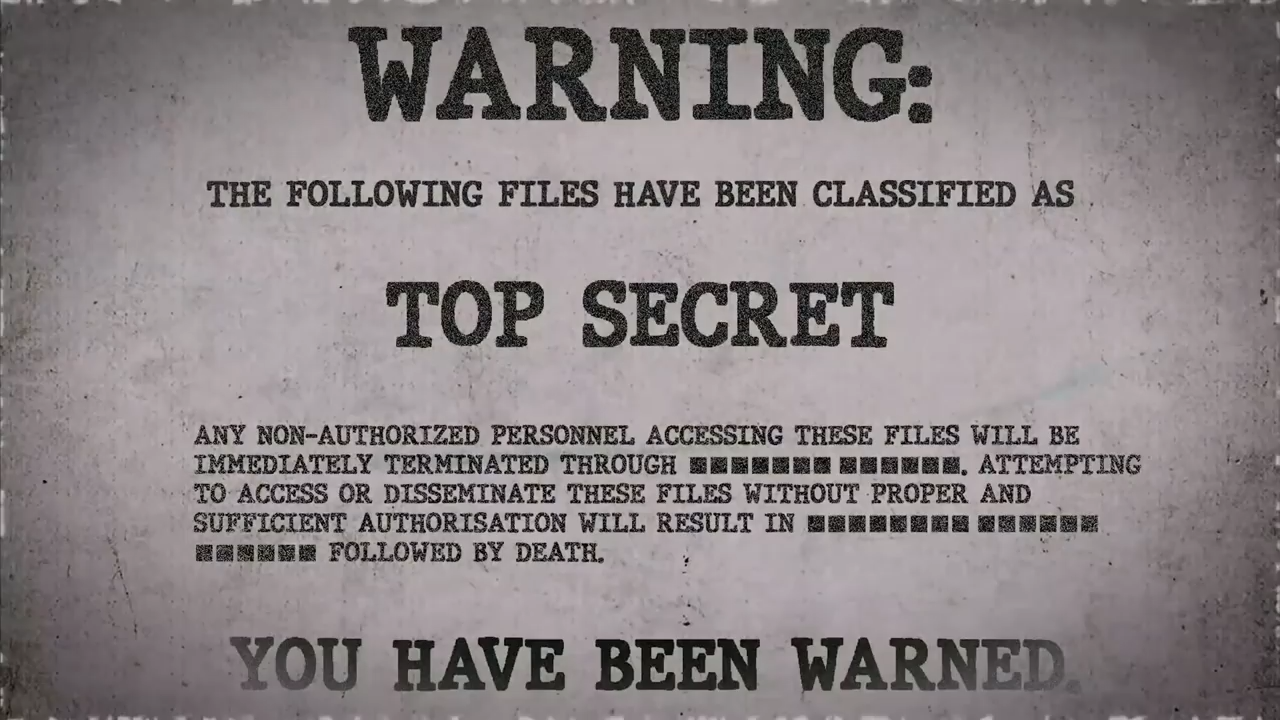 WARNING:
THE FOLLOWING FILES HAVE BEEN CLASSIFIED AS
TOP SECRET
ANY NON-AUTHORIZED PERSONNEL ACCESSING THESE FILES WILL BE
IMMEDIATELY TERMINATED THROUGH ■■■■■■■ ■■■■■■. ATTEMPTING
TO ACCESS OR DISSEMINATE THESE FILES WITHOUT PROPER AND
SUFFICIENT AUTHORISATION WILL RESULT IN ■■■■■■■■ ■■■■■■
■■■■■■ FOLLOWED BY DEATH.
YOU HAVE BEEN WARNED.